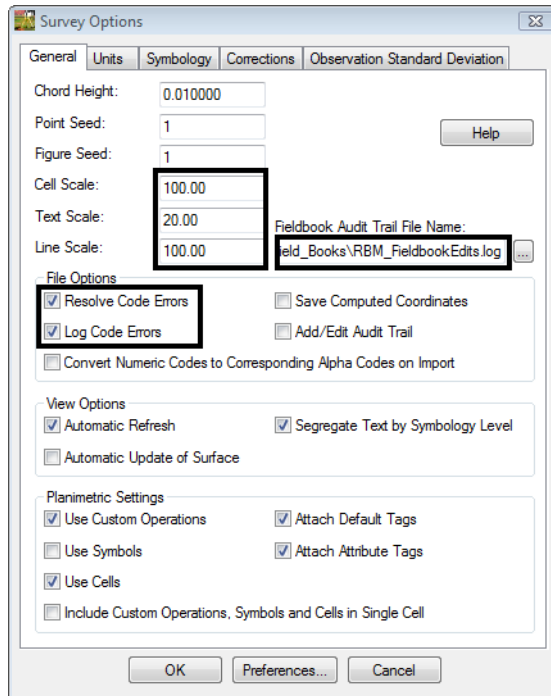 Survey Options
General Units Symbology Corrections Observation Standard Deviation
Chord Height: 0.010000
Point Seed: 1
Help
Figure Seed: 1
Cell Scale: 100.00
Text Scale: 20.00
Fieldbook Audit Trail File Name:
Line Scale: 100.00 ield_Books\RBM_FieldbookEdits.log ...
File Options
Resolve Code Errors Save Computed Coordinates
Log Code Errors Add/Edit Audit Trail
Convert Numeric Codes to Corresponding Alpha Codes on Import
View Options
Automatic Refresh Segregate Text by Symbology Level
Automatic Update of Surface
Planimetric Settings
Use Custom Operations Attach Default Tags
Use Symbols Attach Attribute Tags
Use Cells
Include Custom Operations, Symbols and Cells in Single Cell
OK Preferences... Cancel